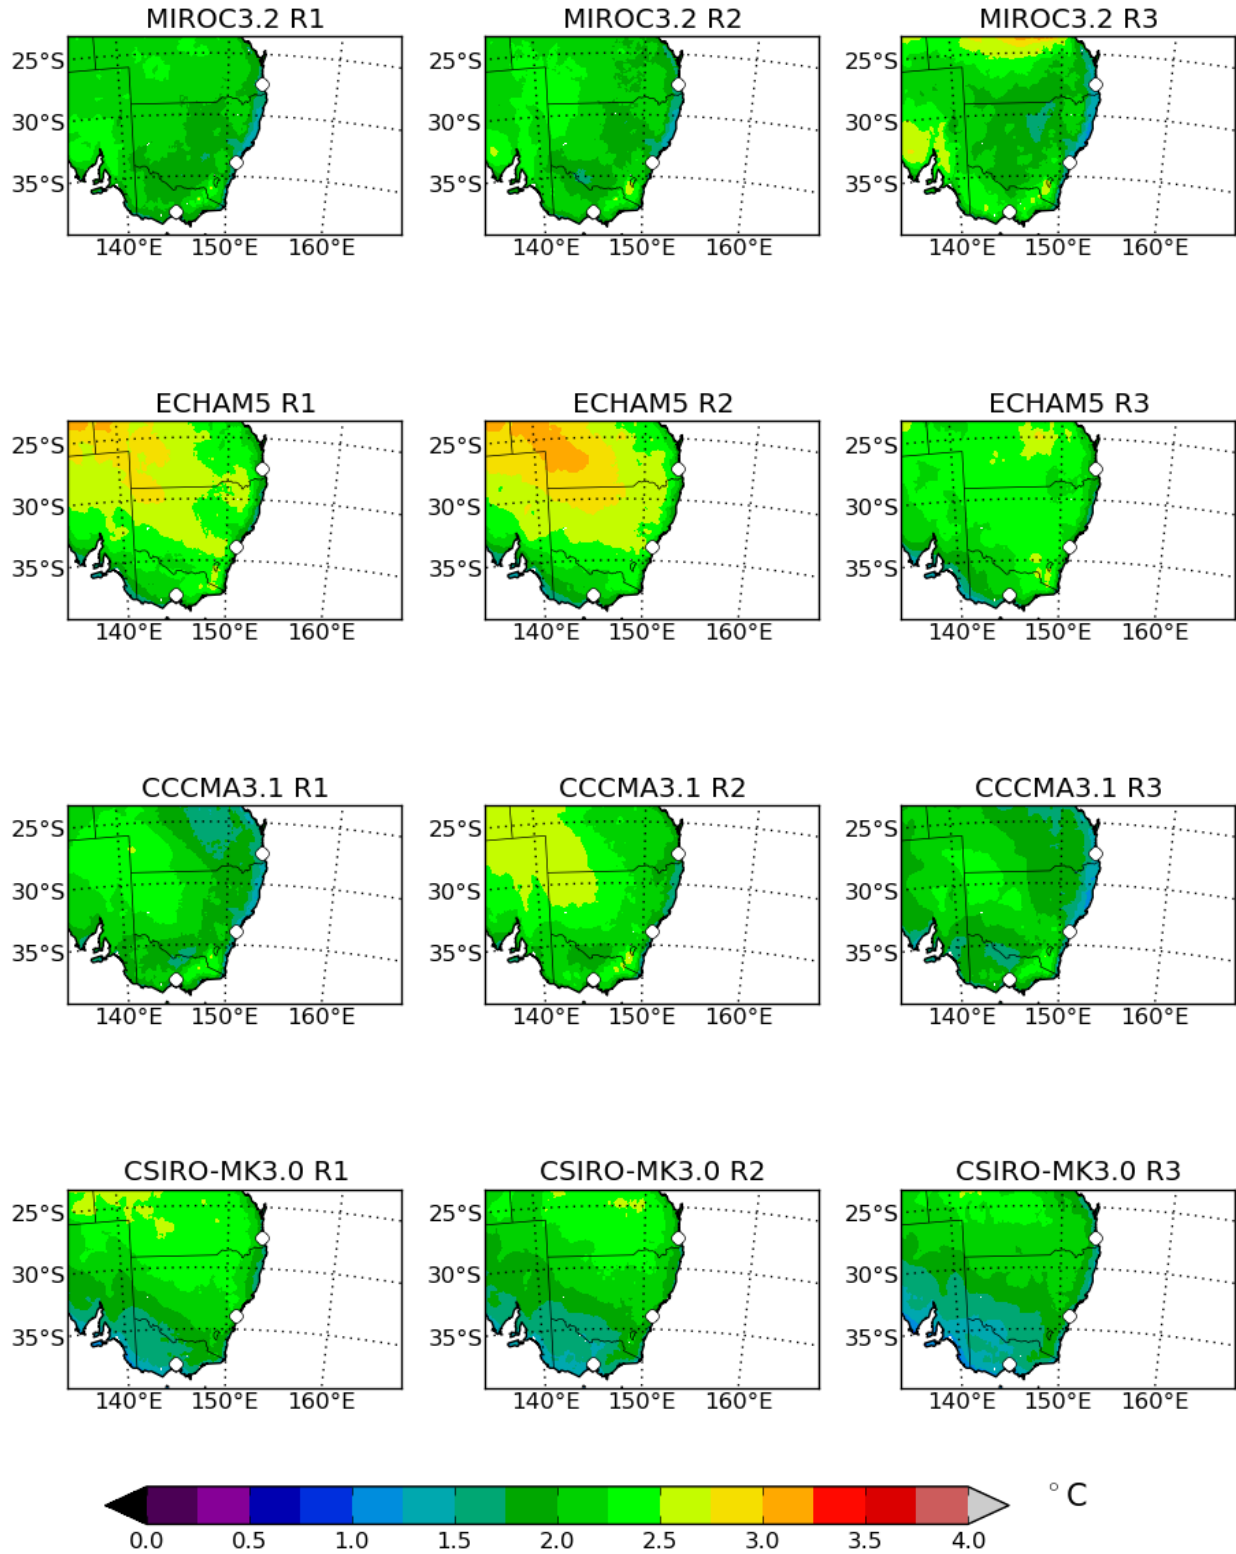 MIROC3.2 R1 MIROC3.2 R2 MIROC3.2 R3
25°S 25°S 25°S
30°S 30°S 30°S
35°S 35°S 35°S
140°E 150°E 160°E 140°E 150°E 160°E 140°E 150°E 160°E
ECHAM5 R1 ECHAM5 R2 ECHAM5 R3
25°S 25°S 25°S
30°S 30°S 30°S
35°S 35°S 35°S
140°E 150°E 160°E 140°E 150°E 160°E 140°E 150°E 160°E
CCCMA3.1 R1 CCCMA3.1 R2 CCCMA3.1 R3
25°S 25°S 25°S
30°S 30°S 30°S
35°S 35°S 35°S
140°E 150°E 160°E 140°E 150°E 160°E 140°E 150°E 160°E
CSIRO-MK3.0 R1 CSIRO-MK3.0 R2 CSIRO-MK3.0 R3
25°S 25°S 25°S
30°S 30°S 30°S
35°S 35°S 35°S
140°E 150°E 160°E 140°E 150°E 160°E 140°E 150°E 160°E
°C
0.0 0.5 1.0 1.5 2.0 2.5 3.0 3.5 4.0